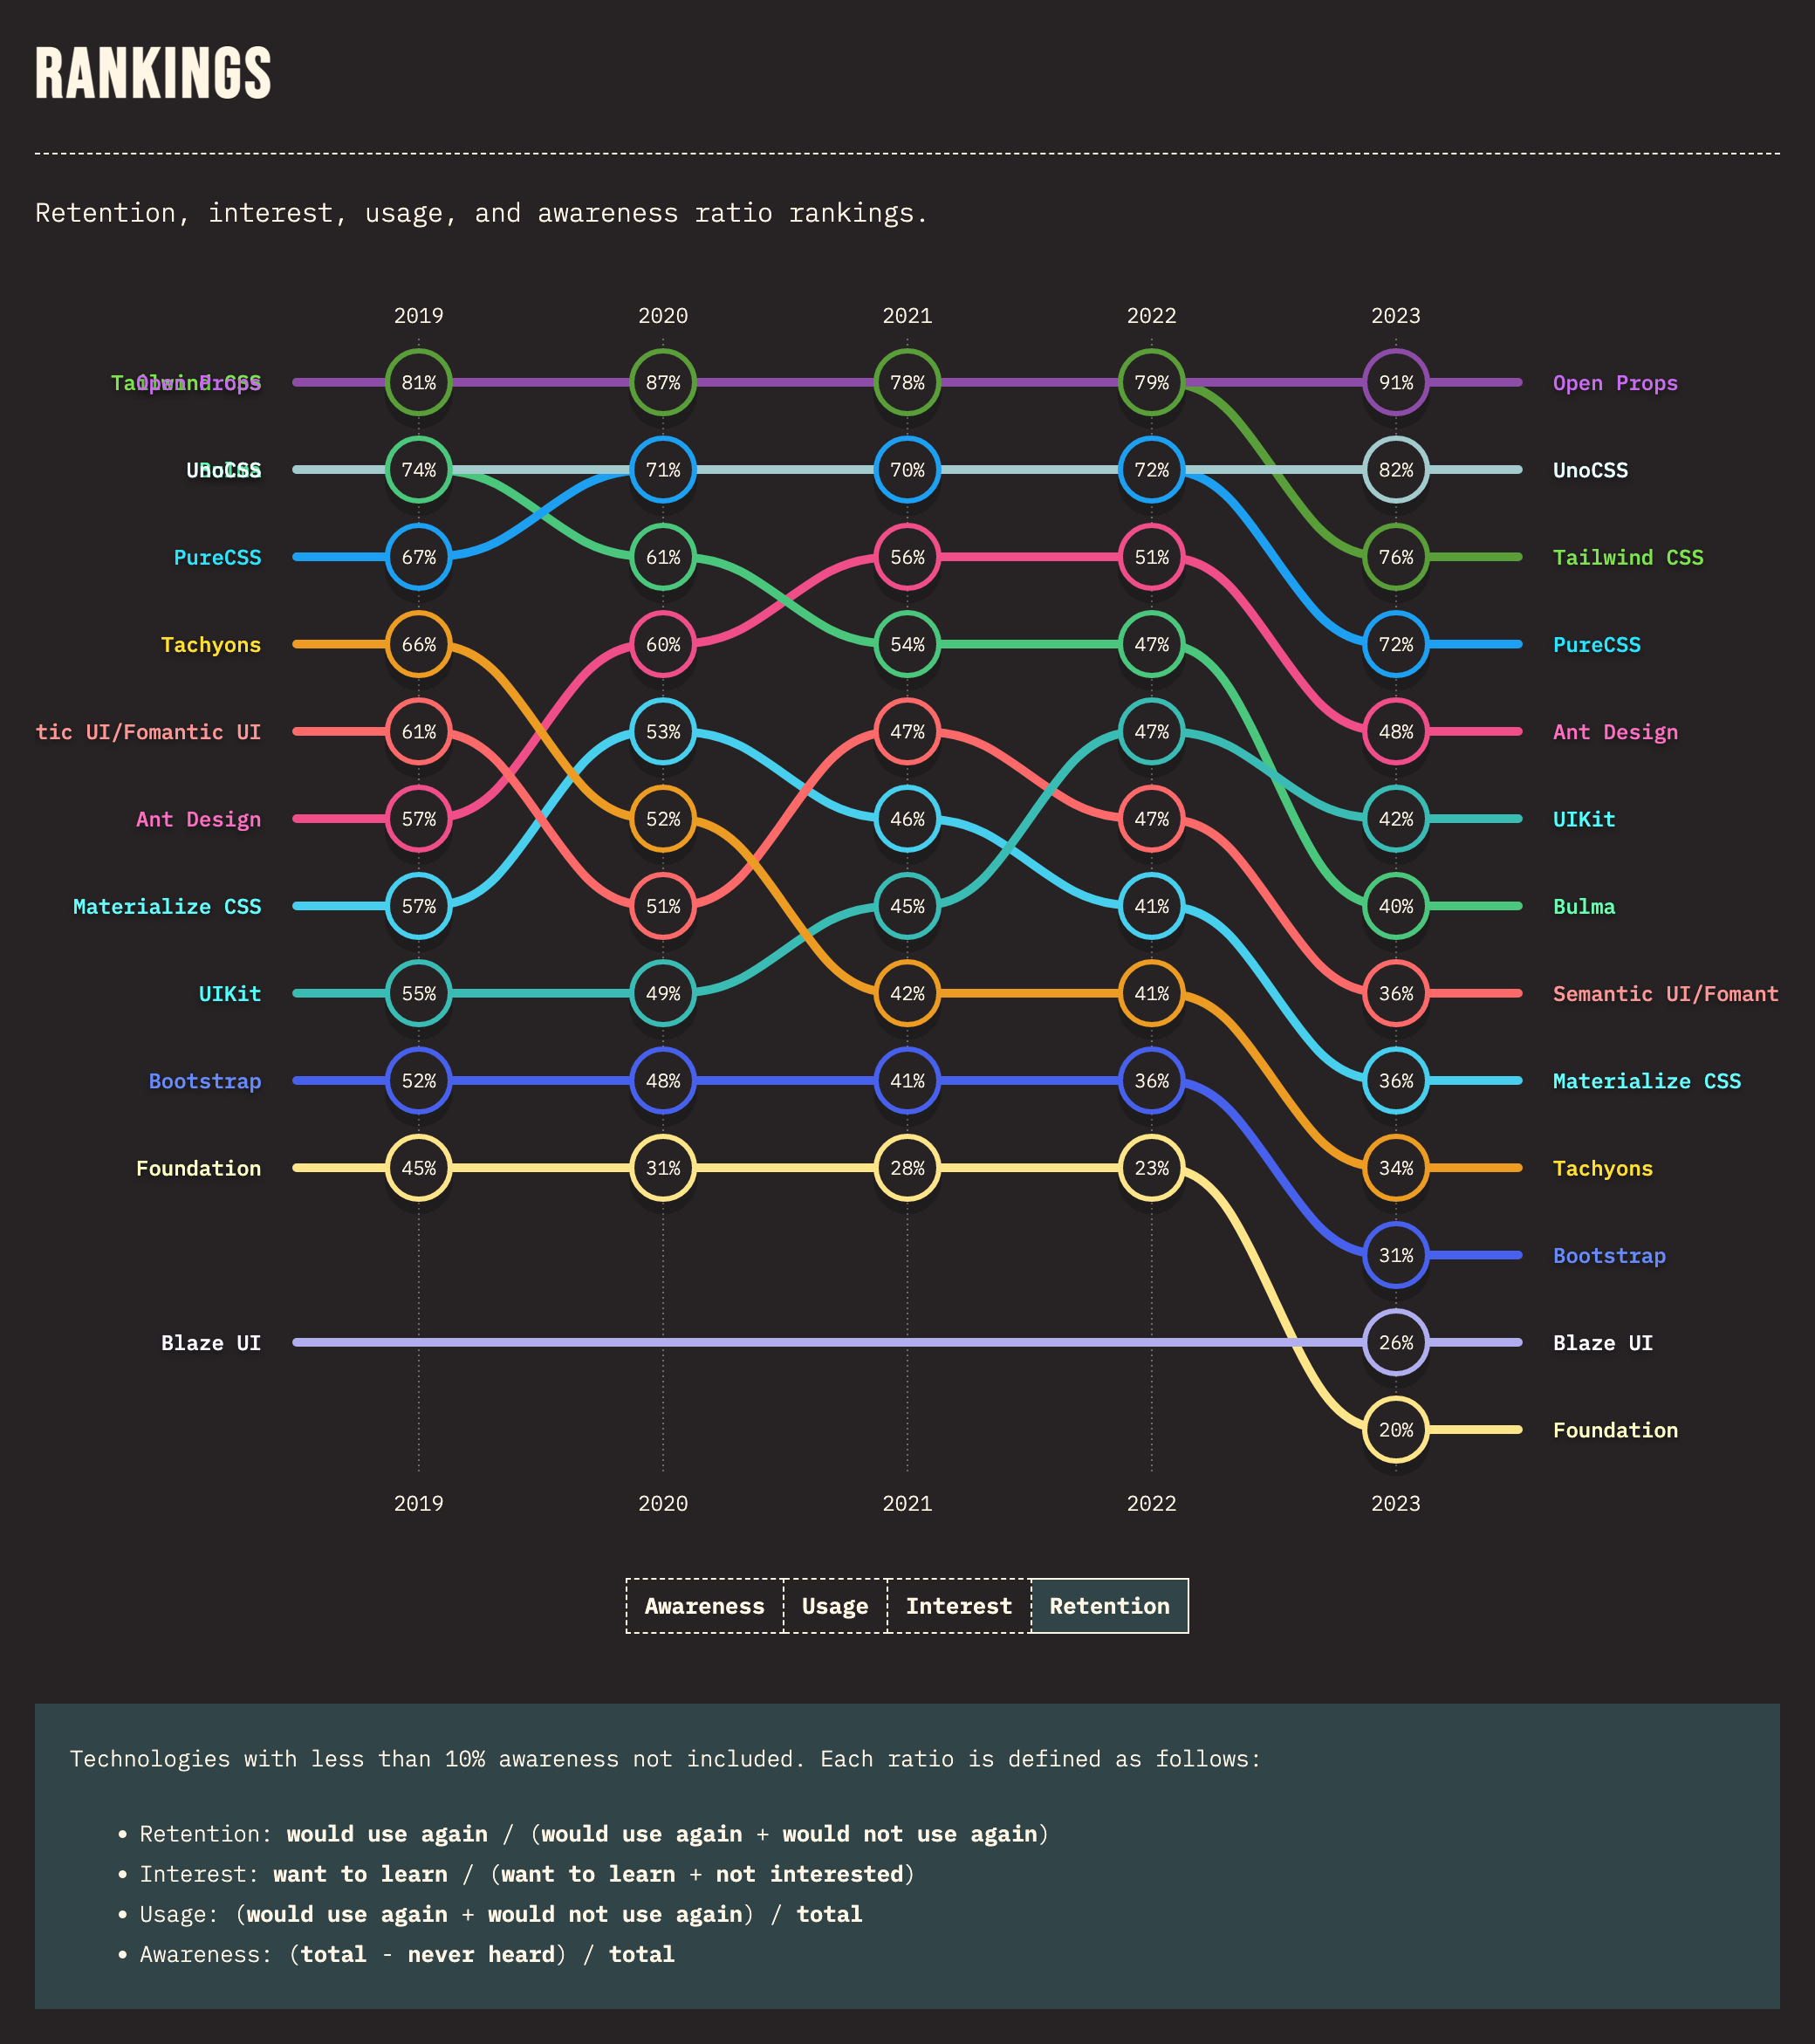 RANKINGS
Retention, interest, usage, and awareness ratio rankings.
2019 2020 2021 2022 2023
Tailwind CSS Open Props 81% 87% 78% 79% 91% Open Props
UnoCSS 74% 71% 70% 72% 82% UnoCSS
PureCSS 67% 61% 56% 51% 76% Tailwind CSS
Tachyons 66% 60% 54% 47% 72% PureCSS
tic UI/Fomantic UI 61% 53% 47% 47% 48% Ant Design
Ant Design 57% 52% 46% 47% 42% UIKit
Materialize CSS 57% 51% 45% 41% 40% Bulma
UIKit 55% 49% 42% 41% 36% Semantic UI/Fomant
Bootstrap 52% 48% 41% 36% 36% Materialize CSS
Foundation 45% 31% 28% 23% 34% Tachyons
31% Bootstrap
Blaze UI 26% Blaze UI
20% Foundation
2019 2020 2021 2022 2023
Awareness Usage Interest Retention
Technologies with less than 10% awareness not included. Each ratio is defined as follows:
• Retention: would use again / (would use again + would not use again)
• Interest: want to learn / (want to learn + not interested)
• Usage: (would use again + would not use again) / total
• Awareness: (total - never heard) / total